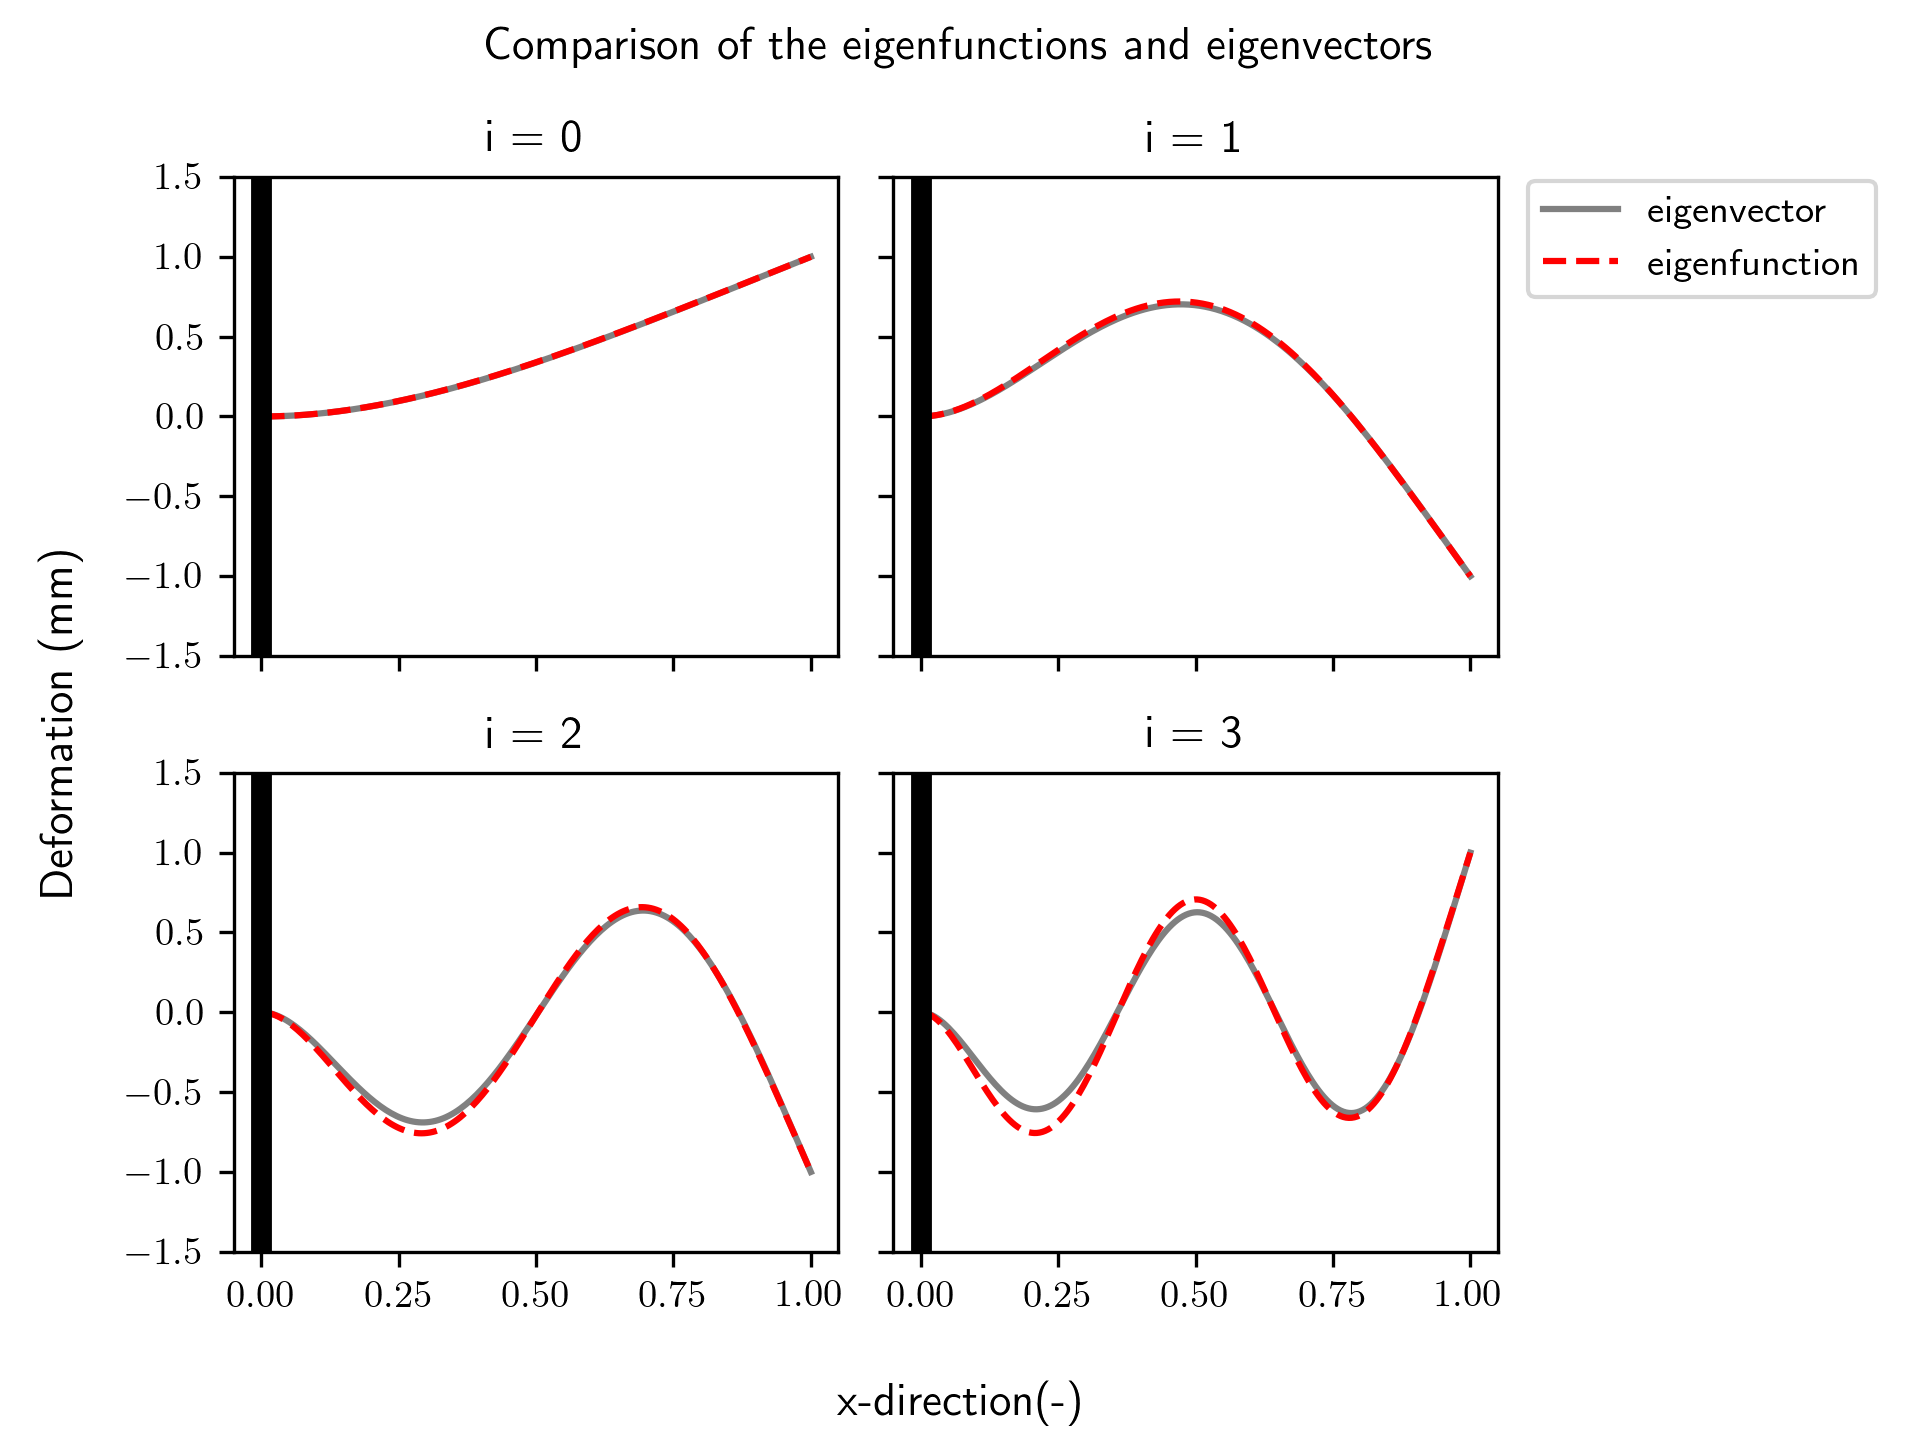 Comparison of the eigenfunctions and eigenvectors
i = 0
i = 1
1.5
1.0
0.5
0.0
−0.5
−1.0
−1.5
eigenvector
eigenfunction
Deformation (mm)
i = 2
i = 3
1.5
1.0
0.5
0.0
−0.5
−1.0
−1.5
0.00 0.25 0.50 0.75 1.00
0.00 0.25 0.50 0.75 1.00
x-direction(-)